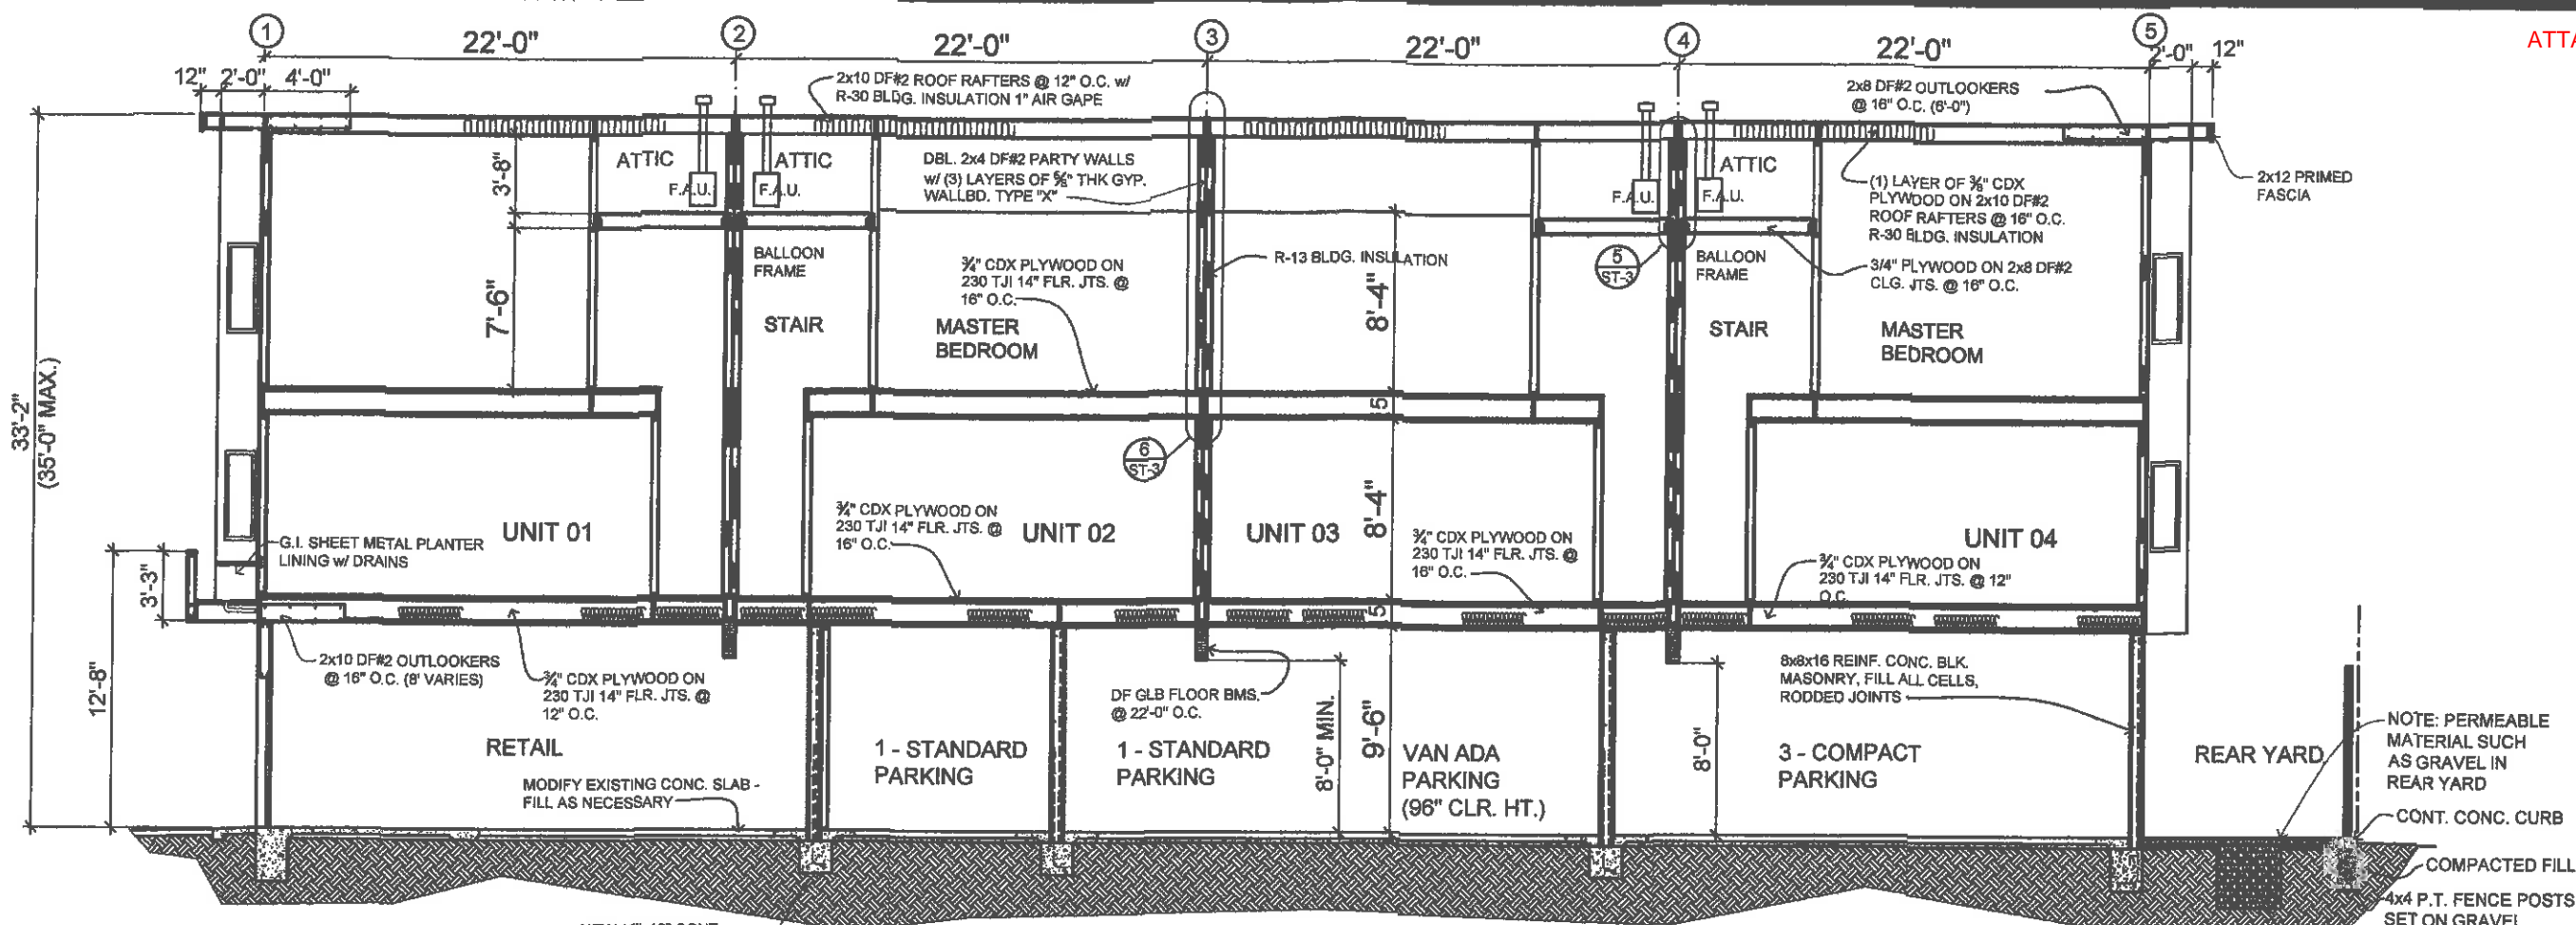 1
2
3
4
5
22'-0"
22'-0"
22'-0"
22'-0"
ATTA
12"
2'-0"
4'-0"
2'-0"
12"
2x10 DF#2 ROOF RAFTERS @ 12" O.C. w/
R-30 BLDG. INSULATION 1" AIR GAPE
2x8 DF#2 OUTLOOKERS
@ 16" O.C. (6'-0")
ATTIC
ATTIC
ATTIC
F.A.U.
F.A.U.
F.A.U.
F.A.U.
3'-8"
DBL. 2x4 DF#2 PARTY WALLS
w/ (3) LAYERS OF ⅝" THK GYP.
WALLBD. TYPE "X"
(1) LAYER OF ⅜" CDX
PLYWOOD ON 2x10 DF#2
ROOF RAFTERS @ 16" O.C.
R-30 BLDG. INSULATION
2x12 PRIMED
FASCIA
BALLOON
FRAME
¾" CDX PLYWOOD ON
230 TJI 14" FLR. JTS. @
16" O.C.
R-13 BLDG. INSULATION
5
ST-3
BALLOON
FRAME
3/4" PLYWOOD ON 2x8 DF#2
CLG. JTS. @ 16" O.C.
7'-6"
STAIR
MASTER
BEDROOM
8'-4"
STAIR
MASTER
BEDROOM
33'-2"
(35'-0" MAX.)
5
6
ST-3
UNIT 01
¾" CDX PLYWOOD ON
230 TJI 14" FLR. JTS. @
16" O.C.
UNIT 02
UNIT 03
8'-4"
¾" CDX PLYWOOD ON
230 TJI 14" FLR. JTS. @
16" O.C.
UNIT 04
¾" CDX PLYWOOD ON
230 TJI 14" FLR. JTS. @ 12"
O.C.
G.I. SHEET METAL PLANTER
LINING w/ DRAINS
3'-3"
5
12'-8"
2x10 DF#2 OUTLOOKERS
@ 16" O.C. (8' VARIES)
¾" CDX PLYWOOD ON
230 TJI 14" FLR. JTS. @
12" O.C.
DF GLB FLOOR BMS.
@ 22'-0" O.C.
8x8x16 REINF. CONC. BLK.
MASONRY, FILL ALL CELLS,
RODDED JOINTS
RETAIL
1 - STANDARD
PARKING
1 - STANDARD
PARKING
8'-0" MIN.
9'-6"
VAN ADA
PARKING
(96" CLR. HT.)
8'-0"
3 - COMPACT
PARKING
REAR YARD
NOTE: PERMEABLE
MATERIAL SUCH
AS GRAVEL IN
REAR YARD
MODIFY EXISTING CONC. SLAB -
FILL AS NECESSARY
CONT. CONC. CURB
COMPACTED FILL
4x4 P.T. FENCE POSTS
SET ON GRAVEL